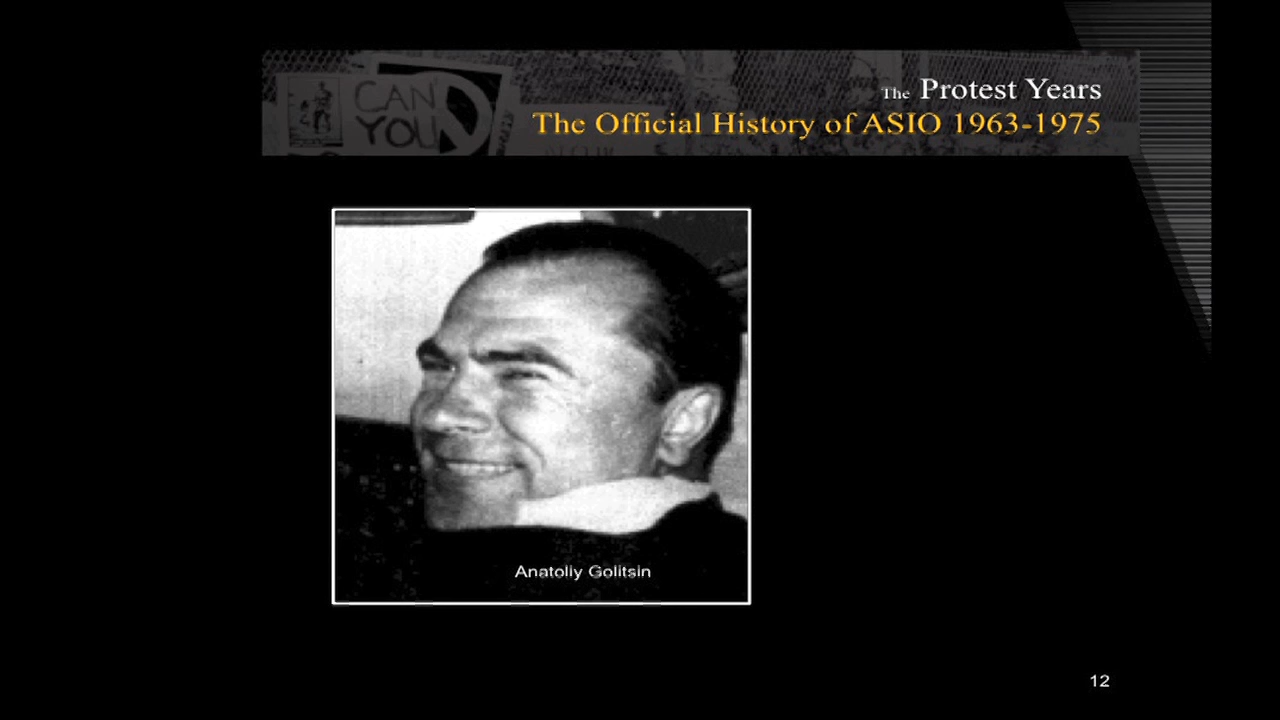 CAN
YOU
The Protest Years
The Official History of ASIO 1963-1975
Anatoliy Golitsin
12